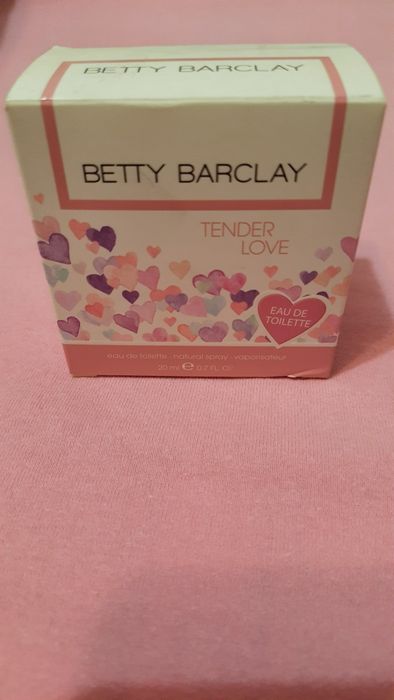 BETTY BARCLAY
BETTY BARCLAY
TENDER
LOVE
EAU DE
TOILETTE
eau de toilette · natural spray · vaporisateur
20 ml e 0.7 FL. OZ